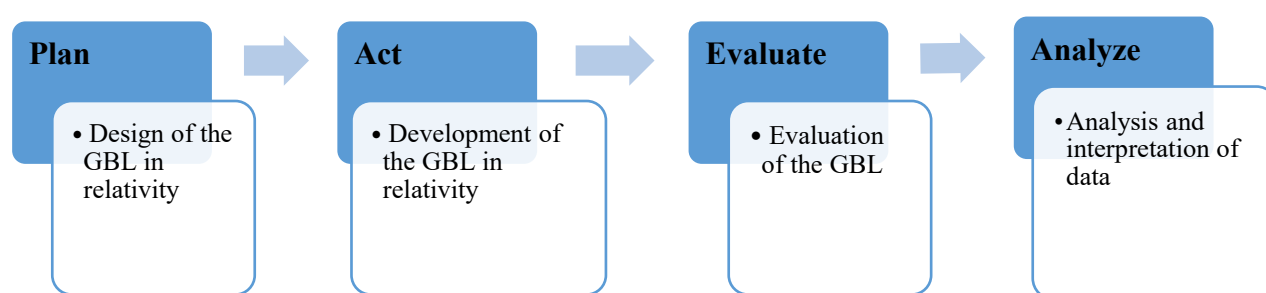 Plan
• Design of the
GBL in
relativity
Act
• Development of
the GBL in
relativity
Evaluate
• Evaluation
of the GBL
Analyze
• Analysis and
interpretation of
data